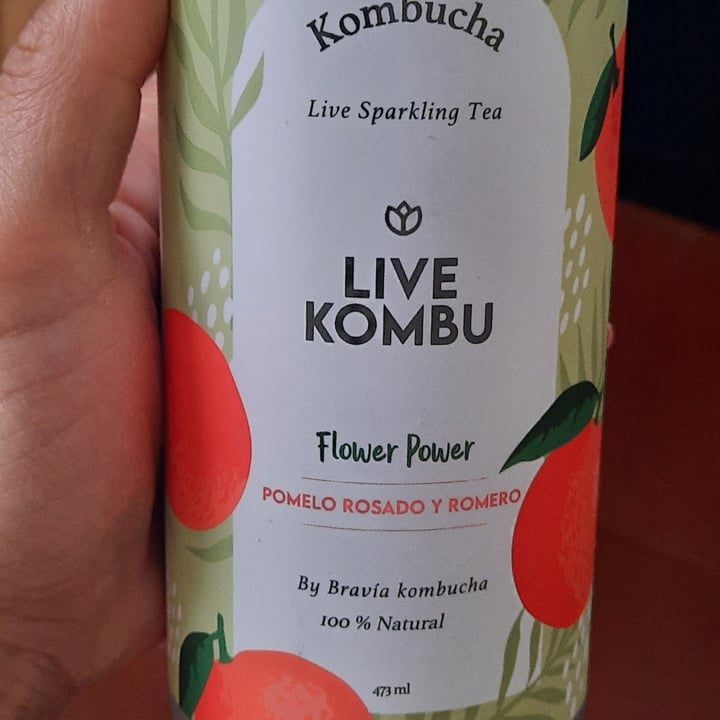 Kombucha
Live Sparkling Tea
LIVE
KOMBU
Flower Power
POMELO ROSADO Y ROMERO
By Bravía kombucha
100 % Natural
473 ml